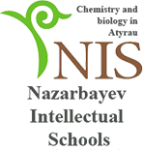 Chemistry and
biology in
Atyrau
NIS
Nazarbayev
Intellectual
Schools